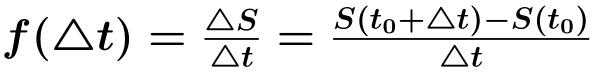 f(△t) = △S/△t = (S(t₀+△t)−S(t₀))/△t